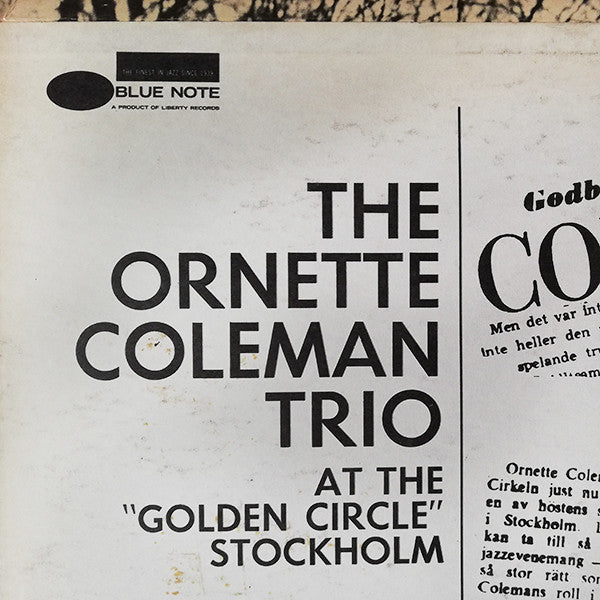 THE FINEST IN JAZZ SINCE 1939
BLUE NOTE
A PRODUCT OF LIBERTY RECORDS
THE
ORNETTE
COLEMAN
TRIO
AT THE
"GOLDEN CIRCLE"
STOCKHOLM
Godb
CO
Men det var int
inte heller den
spelande tr
Ornette Cole
Cirkeln just nu
en av höstens s
i Stockholm. I
kan ta till så
jazzevenemang —
så stor rätt som
Colemans roll i